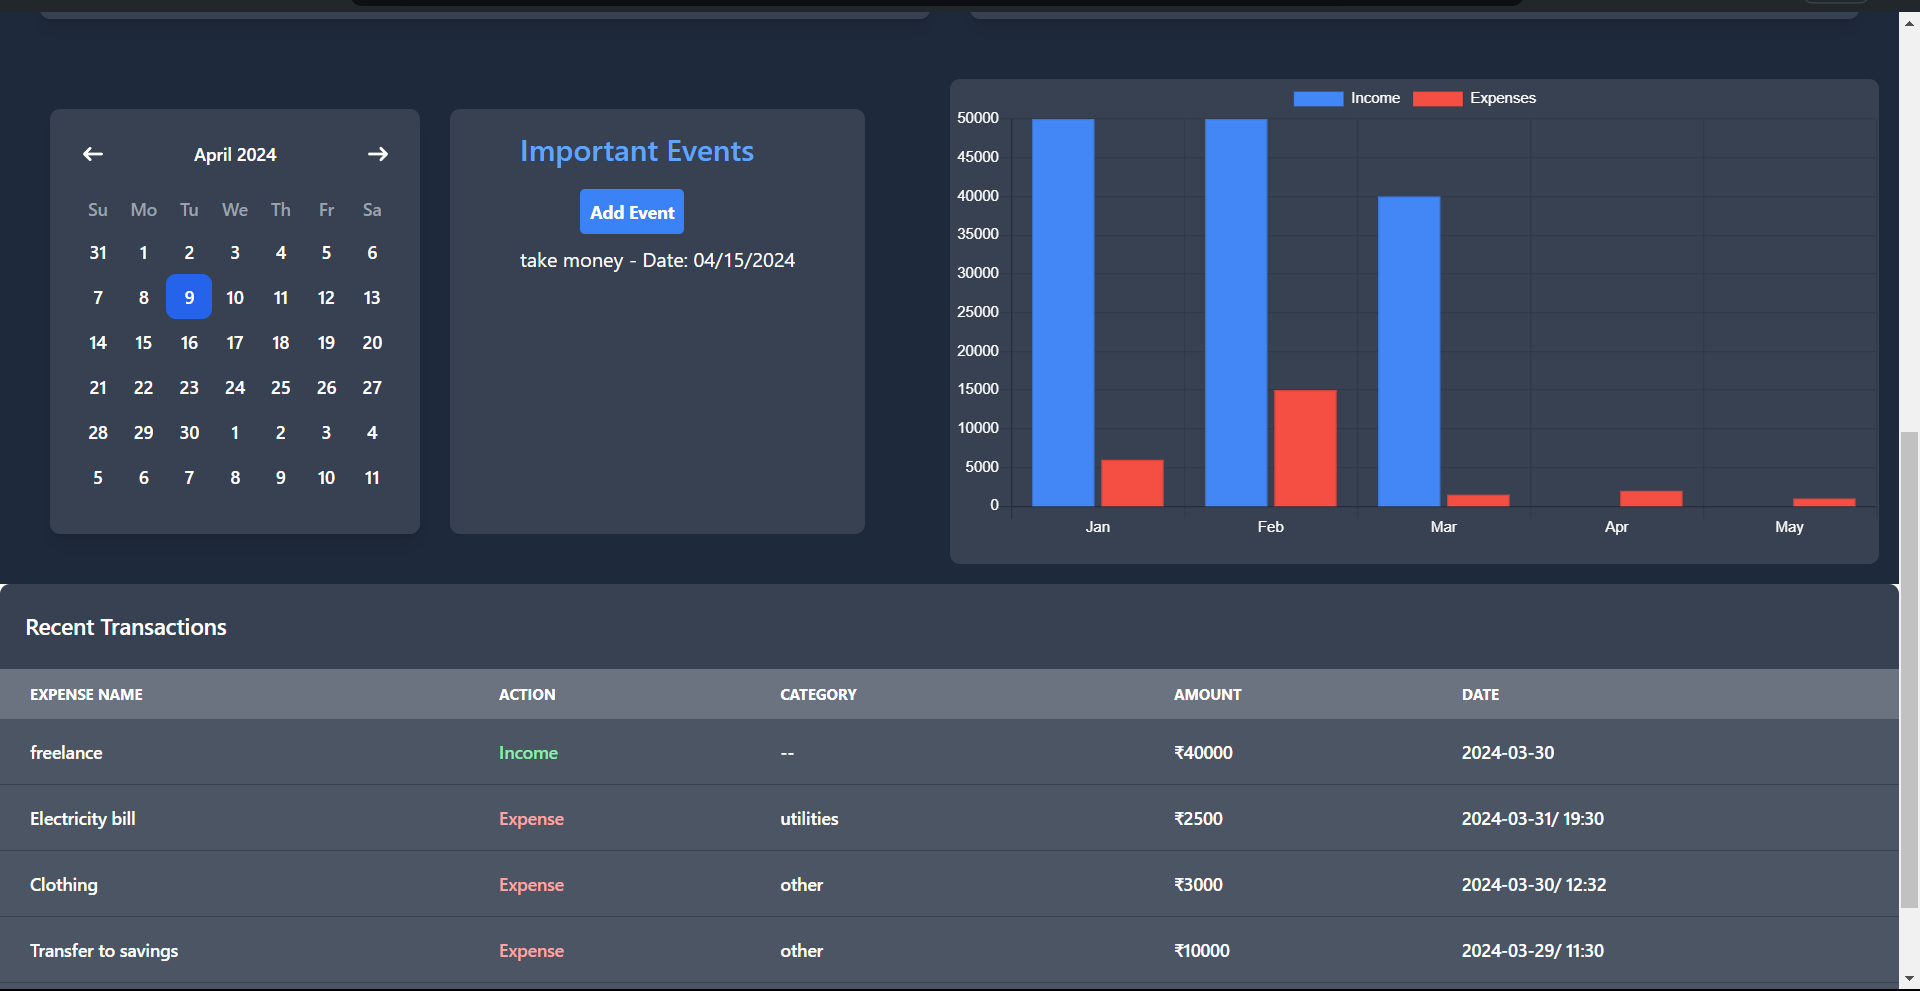 April 2024
Su Mo Tu We Th Fr Sa
31 1 2 3 4 5 6
7 8 9 10 11 12 13
14 15 16 17 18 19 20
21 22 23 24 25 26 27
28 29 30 1 2 3 4
5 6 7 8 9 10 11
Important Events
Add Event
take money - Date: 04/15/2024
Income Expenses
50000
45000
40000
35000
30000
25000
20000
15000
10000
5000
0
Jan Feb Mar Apr May
Recent Transactions
EXPENSE NAME ACTION CATEGORY AMOUNT DATE
freelance Income -- ₹40000 2024-03-30
Electricity bill Expense utilities ₹2500 2024-03-31/ 19:30
Clothing Expense other ₹3000 2024-03-30/ 12:32
Transfer to savings Expense other ₹10000 2024-03-29/ 11:30